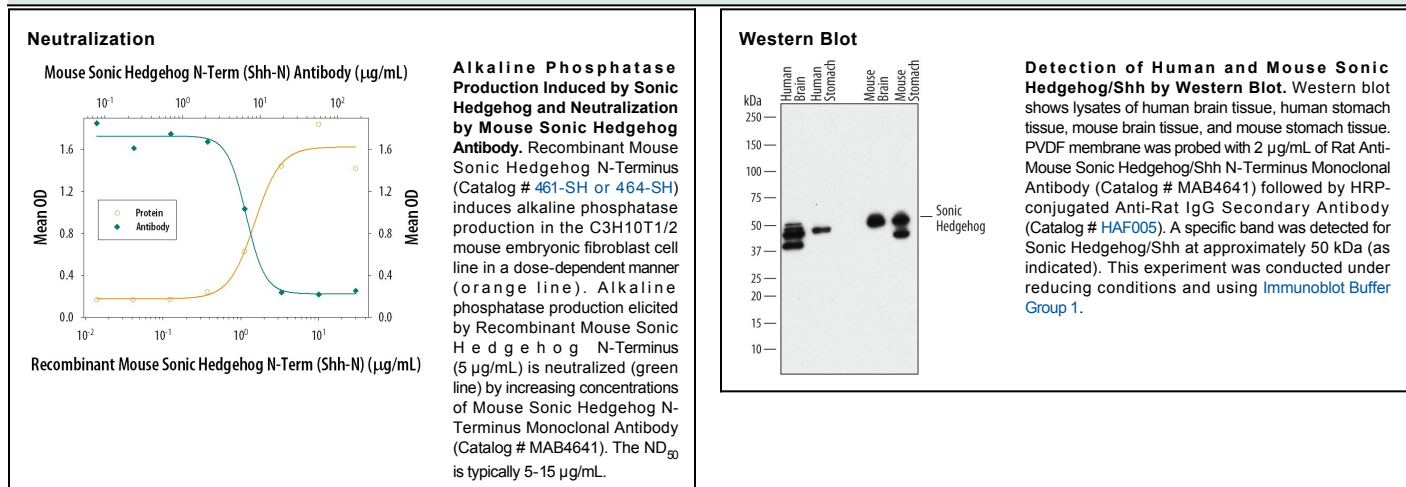 Neutralization
Mouse Sonic Hedgehog N-Term (Shh-N) Antibody (μg/mL)
10⁻¹ 10⁰ 10¹ 10²
Mean OD
1.6 1.6
1.2 1.2
0.8 0.8
0.4 0.4
0.0 0.0
Mean OD
Protein
Antibody
10⁻² 10⁻¹ 10⁰ 10¹
Recombinant Mouse Sonic Hedgehog N-Term (Shh-N) (μg/mL)
Alkaline Phosphatase
Production Induced by Sonic
Hedgehog and Neutralization
by Mouse Sonic Hedgehog
Antibody. Recombinant Mouse
Sonic Hedgehog N-Terminus
(Catalog # 461-SH or 464-SH)
induces alkaline phosphatase
production in the C3H10T1/2
mouse embryonic fibroblast cell
line in a dose-dependent manner
(orange line). Alkaline
phosphatase production elicited
by Recombinant Mouse Sonic
Hedgehog N-Terminus
(5 μg/mL) is neutralized (green
line) by increasing concentrations
of Mouse Sonic Hedgehog N-
Terminus Monoclonal Antibody
(Catalog # MAB4641). The ND₅₀
is typically 5-15 μg/mL.
Western Blot
Human
Brain
Human
Stomach
Mouse
Brain
Mouse
Stomach
kDa
250
150
100
75
50
37
25
20
15
10
Sonic
Hedgehog
Detection of Human and Mouse Sonic
Hedgehog/Shh by Western Blot. Western blot
shows lysates of human brain tissue, human stomach
tissue, mouse brain tissue, and mouse stomach tissue.
PVDF membrane was probed with 2 μg/mL of Rat Anti-
Mouse Sonic Hedgehog/Shh N-Terminus Monoclonal
Antibody (Catalog # MAB4641) followed by HRP-
conjugated Anti-Rat IgG Secondary Antibody
(Catalog # HAF005). A specific band was detected for
Sonic Hedgehog/Shh at approximately 50 kDa (as
indicated). This experiment was conducted under
reducing conditions and using Immunoblot Buffer
Group 1.